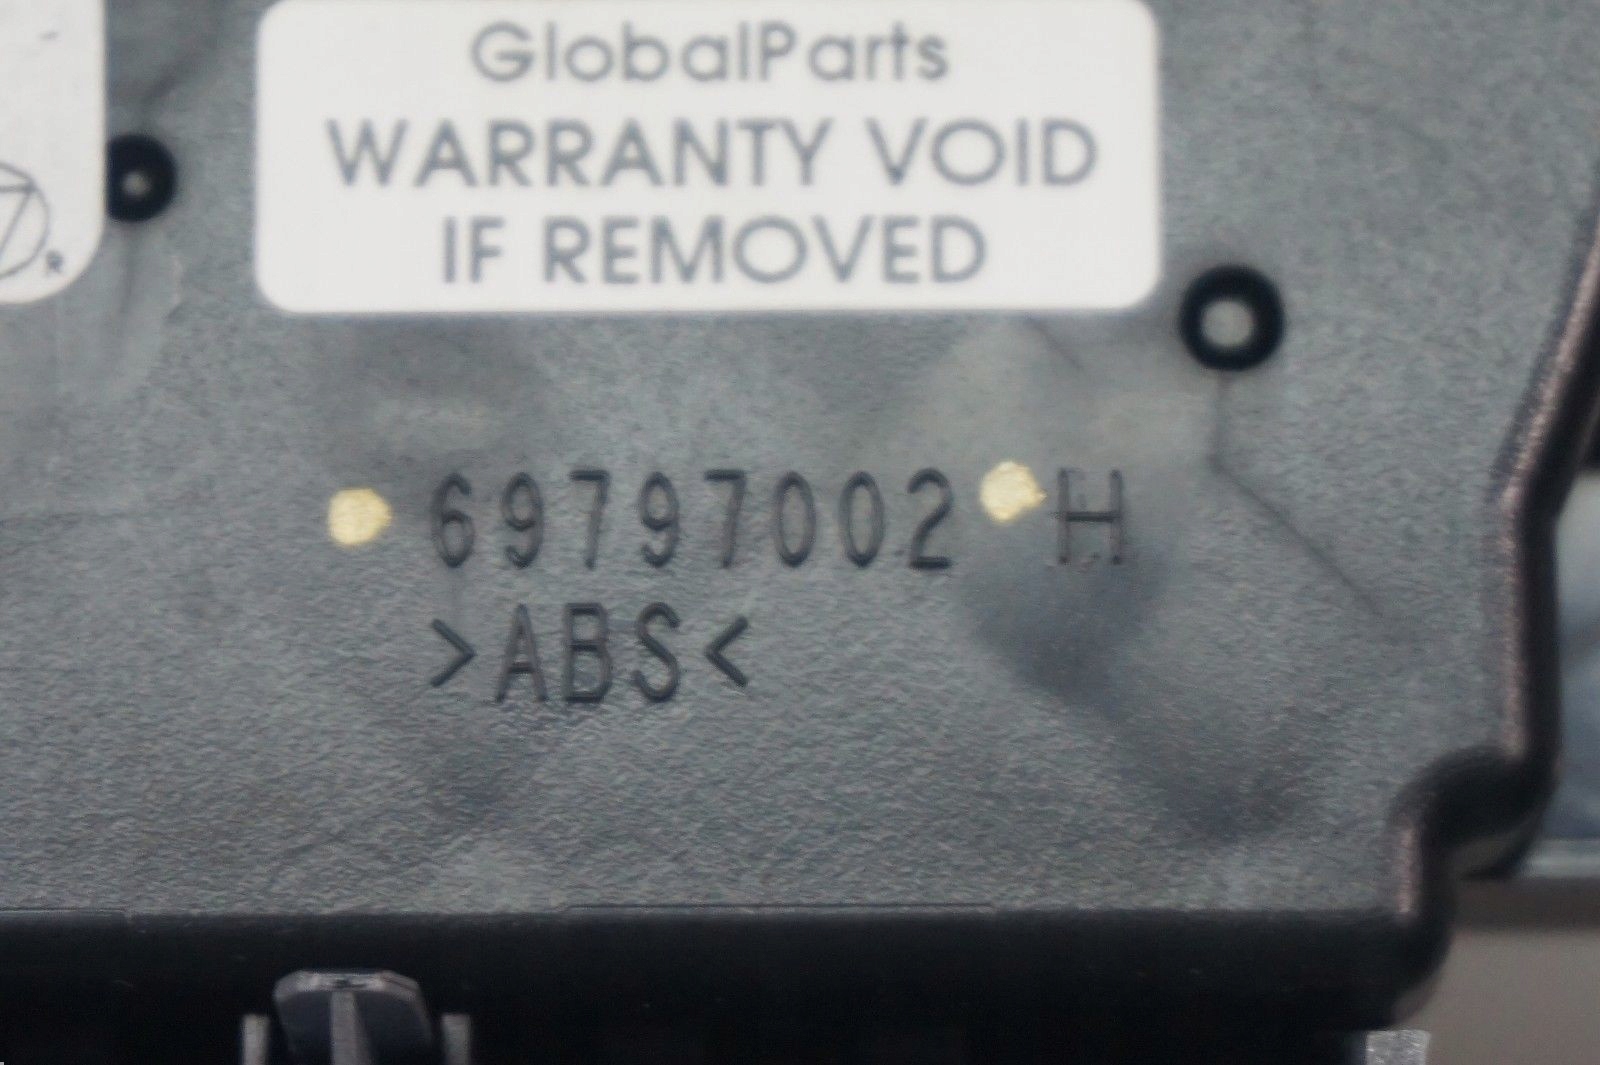 GlobalParts
WARRANTY VOID
IF REMOVED
R
69797002 H
>ABS<